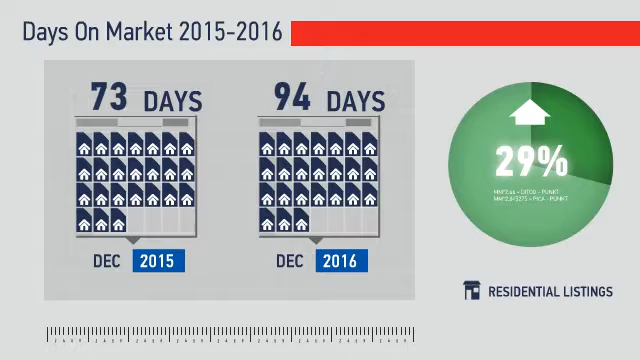 Days On Market 2015-2016
73 DAYS
94 DAYS
29%
DEC 2015
DEC 2016
RESIDENTIAL LISTINGS